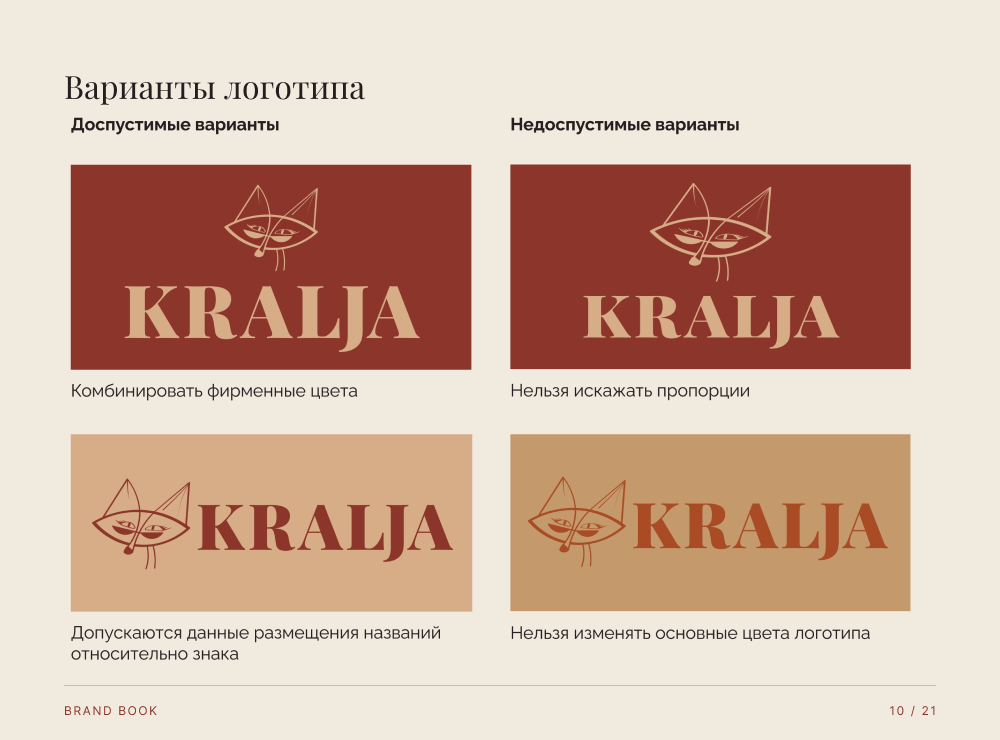 Варианты логотипа
Доспустимые варианты
Недоспустимые варианты
KRALJA
KRALJA
Комбинировать фирменные цвета
Нельзя искажать пропорции
KRALJA
KRALJA
Допускаются данные размещения названий
относительно знака
Нельзя изменять основные цвета логотипа
BRAND BOOK
10 / 21